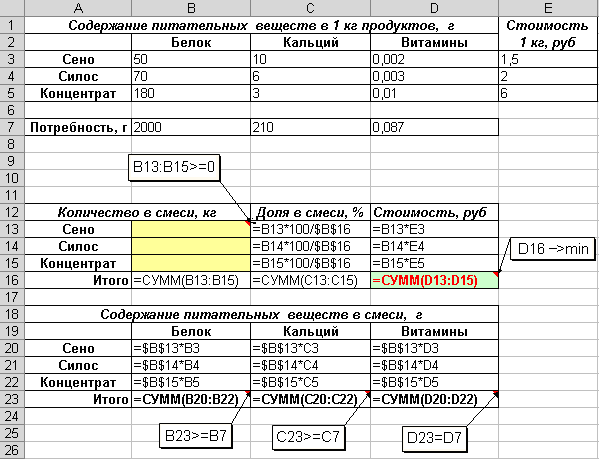 A B C D E
1 Содержание питательных веществ в 1 кг продуктов, г Стоимость
2 Белок Кальций Витамины 1 кг, руб
3 Сено 50 10 0,002 1,5
4 Силос 70 6 0,003 2
5 Концентрат 180 3 0,01 6
6
7 Потребность, г 2000 210 0,087
8
9
B13:B15>=0
10
11
12 Количество в смеси, кг Доля в смеси, % Стоимость, руб
13 Сено =B13*100/$B$16 =B13*E3
14 Силос =B14*100/$B$16 =B14*E4
D16 –>min
15 Концентрат =B15*100/$B$16 =B15*E5
16 Итого =СУММ(B13:B15) =СУММ(C13:C15) =СУММ(D13:D15)
17
18 Содержание питательных веществ в смеси, г
19 Белок Кальций Витамины
20 Сено =$B$13*B3 =$B$13*C3 =$B$13*D3
21 Силос =$B$14*B4 =$B$14*C4 =$B$14*D4
22 Концентрат =$B$15*B5 =$B$15*C5 =$B$15*D5
23 Итого =СУММ(B20:B22) =СУММ(C20:C22) =СУММ(D20:D22)
24
25 B23>=B7 C23>=C7 D23=D7
26